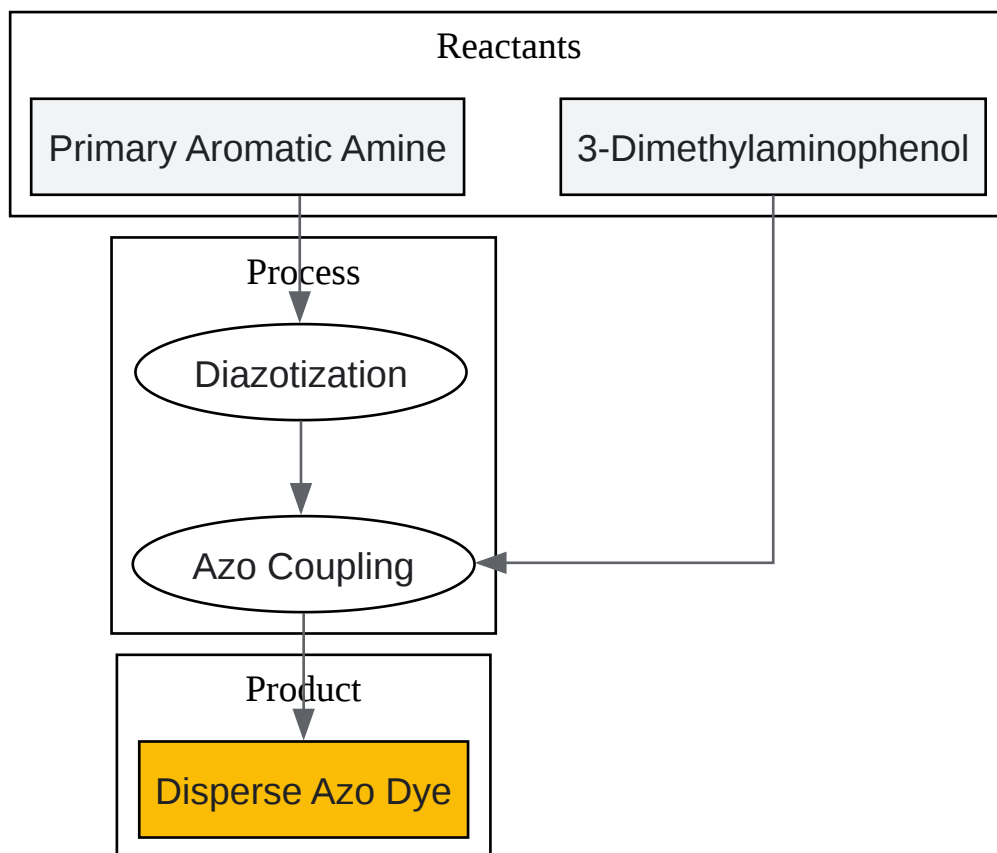 Reactants
Primary Aromatic Amine
3-Dimethylaminophenol
Process
Diazotization
Azo Coupling
Product
Disperse Azo Dye